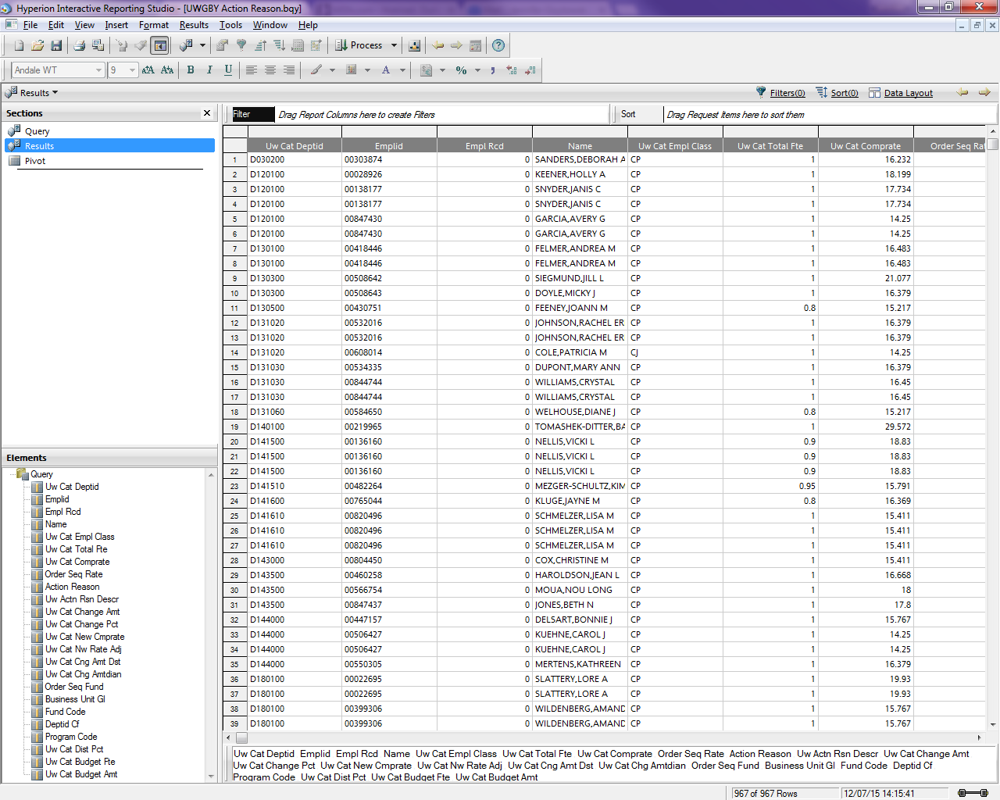 Hyperion Interactive Reporting Studio - [UWGBY Action Reason.bqy]
File Edit View Insert Format Results Tools Window Help
Process
Andale WT 9 B I U A %
Results Filters(0) Sort(0) Data Layout
Sections
Query
Results
Pivot
Filter Drag Report Columns here to create Filters Sort Drag Request Items here to sort them
Uw Cat Deptid Emplid Empl Rcd Name Uw Cat Empl Class Uw Cat Total Fte Uw Cat Comprate Order Seq Rat
1 D030200 00303874 0 SANDERS,DEBORAH A CP 1 16.232
2 D120100 00028926 0 KEENER,HOLLY A CP 1 18.199
3 D120100 00138177 0 SNYDER,JANIS C CP 1 17.734
4 D120100 00138177 0 SNYDER,JANIS C CP 1 17.734
5 D120100 00847430 0 GARCIA,AVERY G CP 1 14.25
6 D120100 00847430 0 GARCIA,AVERY G CP 1 14.25
7 D130100 00418446 0 FELMER,ANDREA M CP 1 16.483
8 D130100 00418446 0 FELMER,ANDREA M CP 1 16.483
9 D130300 00508642 0 SIEGMUND,JILL L CP 1 21.077
10 D130300 00508643 0 DOYLE,MICKY J CP 1 16.379
11 D130500 00430751 0 FEENEY,JOANN M CP 0.8 15.217
12 D131020 00532016 0 JOHNSON,RACHEL ER CP 1 16.379
13 D131020 00532016 0 JOHNSON,RACHEL ER CP 1 16.379
14 D131020 00608014 0 COLE,PATRICIA M CJ 1 14.25
15 D131030 00534335 0 DUPONT,MARY ANN CP 1 16.379
16 D131030 00844744 0 WILLIAMS,CRYSTAL CP 1 16.45
17 D131030 00844744 0 WILLIAMS,CRYSTAL CP 1 16.45
18 D131060 00584650 0 WELHOUSE,DIANE J CP 0.8 15.217
19 D140100 00219965 0 TOMASHEK-DITTER,BA CP 1 29.572
20 D141500 00136160 0 NELLIS,VICKI L CP 0.9 18.83
21 D141500 00136160 0 NELLIS,VICKI L CP 0.9 18.83
22 D141500 00136160 0 NELLIS,VICKI L CP 0.9 18.83
23 D141510 00482264 0 MEZGER-SCHULTZ,KIM CP 0.95 15.791
24 D141600 00765044 0 KLUGE,JAYNE M CP 0.8 16.369
25 D141610 00820496 0 SCHMELZER,LISA M CP 1 15.411
26 D141610 00820496 0 SCHMELZER,LISA M CP 1 15.411
27 D141610 00820496 0 SCHMELZER,LISA M CP 1 15.411
28 D143000 00804450 0 COX,CHRISTINE M CP 1 15.411
29 D143500 00460258 0 HAROLDSON,JEAN L CP 1 16.668
30 D143500 00566754 0 MOUA,NOU LONG CP 1 18
31 D143500 00847437 0 JONES,BETH N CP 1 17.8
32 D144000 00447157 0 DELSART,BONNIE J CP 1 15.767
33 D144000 00506427 0 KUEHNE,CAROL J CP 1 14.25
34 D144000 00506427 0 KUEHNE,CAROL J CP 1 14.25
35 D144000 00550305 0 MERTENS,KATHREEN CP 1 16.379
36 D180100 00022695 0 SLATTERY,LORE A CP 1 19.93
37 D180100 00022695 0 SLATTERY,LORE A CP 1 19.93
38 D180100 00399306 0 WILDENBERG,AMAND CP 1 15.767
39 D180100 00399306 0 WILDENBERG,AMAND CP 1 15.767
Elements
Query
Uw Cat Deptid
Emplid
Empl Rcd
Name
Uw Cat Empl Class
Uw Cat Total Fte
Uw Cat Comprate
Order Seq Rate
Action Reason
Uw Actn Rsn Descr
Uw Cat Change Amt
Uw Cat Change Pct
Uw Cat New Cmprate
Uw Cat Nw Rate Adj
Uw Cat Cng Amt Dst
Uw Cat Chg Amtdian
Order Seq Fund
Business Unit Gl
Fund Code
Deptid Cf
Program Code
Uw Cat Dist Pct
Uw Cat Budget Fte
Uw Cat Budget Amt
Uw Cat Deptid Emplid Empl Rcd Name Uw Cat Empl Class Uw Cat Total Fte Uw Cat Comprate Order Seq Rate Action Reason Uw Actn Rsn Descr Uw Cat Change Amt
Uw Cat Change Pct Uw Cat New Cmprate Uw Cat Nw Rate Adj Uw Cat Cng Amt Dst Uw Cat Chg Amtdian Order Seq Fund Business Unit Gl Fund Code Deptid Cf
Program Code Uw Cat Dist Pct Uw Cat Budget Fte Uw Cat Budget Amt
967 of 967 Rows 12/07/15 14:15:41